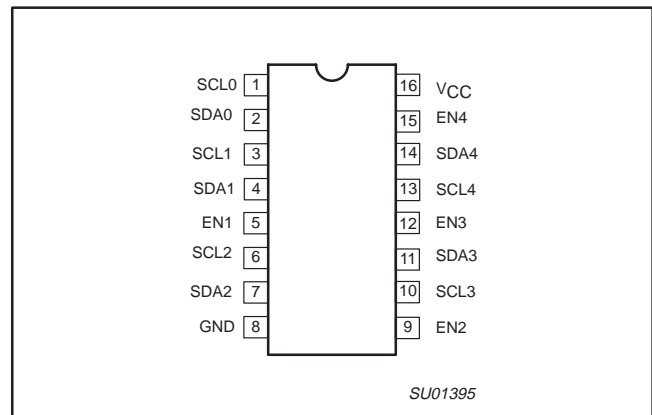 SCL0 1 16 VCC
SDA0 2 15 EN4
SCL1 3 14 SDA4
SDA1 4 13 SCL4
EN1 5 12 EN3
SCL2 6 11 SDA3
SDA2 7 10 SCL3
GND 8 9 EN2
SU01395